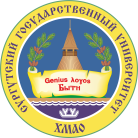 СУРГУТСКИЙ ГОСУДАРСТВЕННЫЙ УНИВЕРСИТЕТ
Genius λογος
Быти
ХМАО